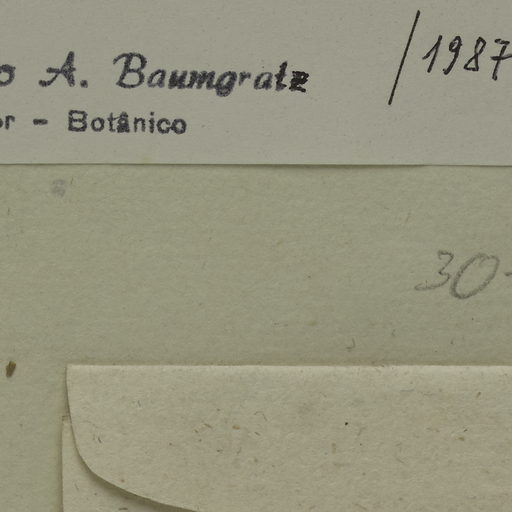 o A. Baumgratz
/1987
or - Botânico
30-